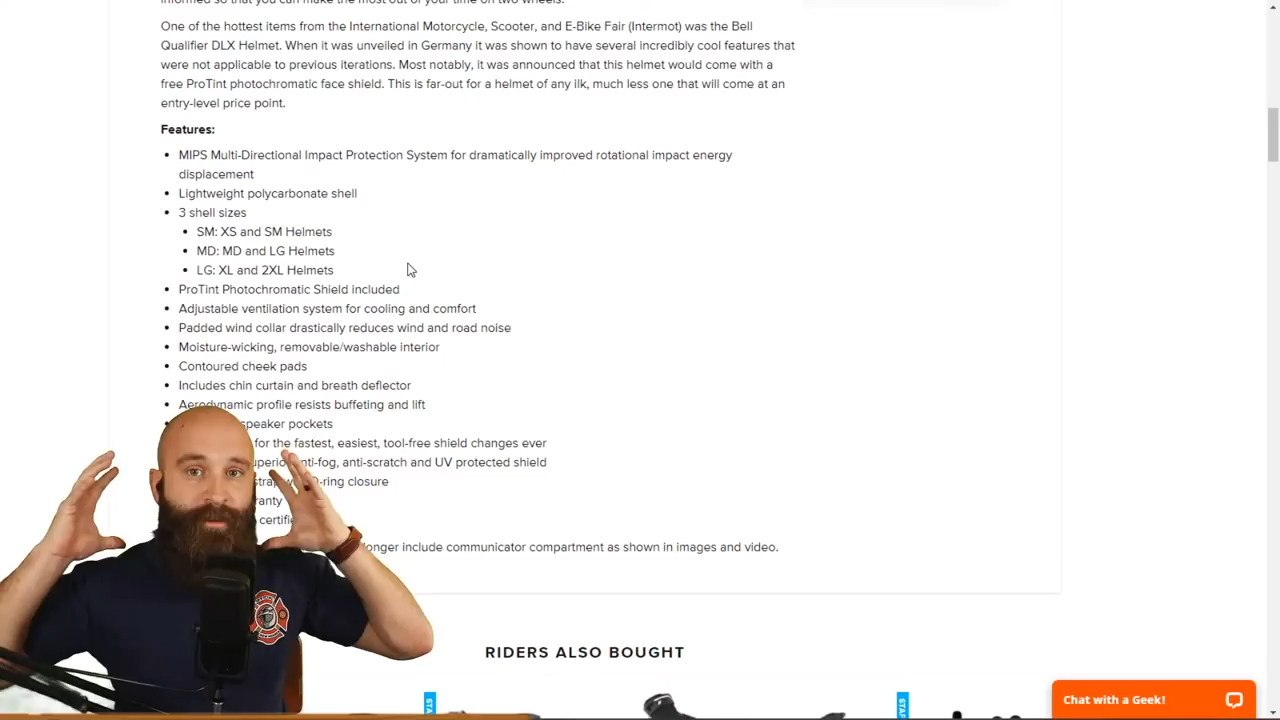 One of the hottest items from the International Motorcycle, Scooter, and E-Bike Fair (Intermot) was the Bell
Qualifier DLX Helmet. When it was unveiled in Germany it was shown to have several incredibly cool features that
were not applicable to previous iterations. Most notably, it was announced that this helmet would come with a
free ProTint photochromatic face shield. This is far-out for a helmet of any ilk, much less one that will come at an
entry-level price point.
Features:
MIPS Multi-Directional Impact Protection System for dramatically improved rotational impact energy
displacement
Lightweight polycarbonate shell
3 shell sizes
SM: XS and SM Helmets
MD: MD and LG Helmets
LG: XL and 2XL Helmets
ProTint Photochromatic Shield included
Adjustable ventilation system for cooling and comfort
Padded wind collar drastically reduces wind and road noise
Moisture-wicking, removable/washable interior
Contoured cheek pads
Includes chin curtain and breath deflector
Aerodynamic profile resists buffeting and lift
speaker pockets
for the fastest, easiest, tool-free shield changes ever
anti-fog, anti-scratch and UV protected shield
strap D-ring closure
longer include communicator compartment as shown in images and video.
RIDERS ALSO BOUGHT
Chat with a Geek!